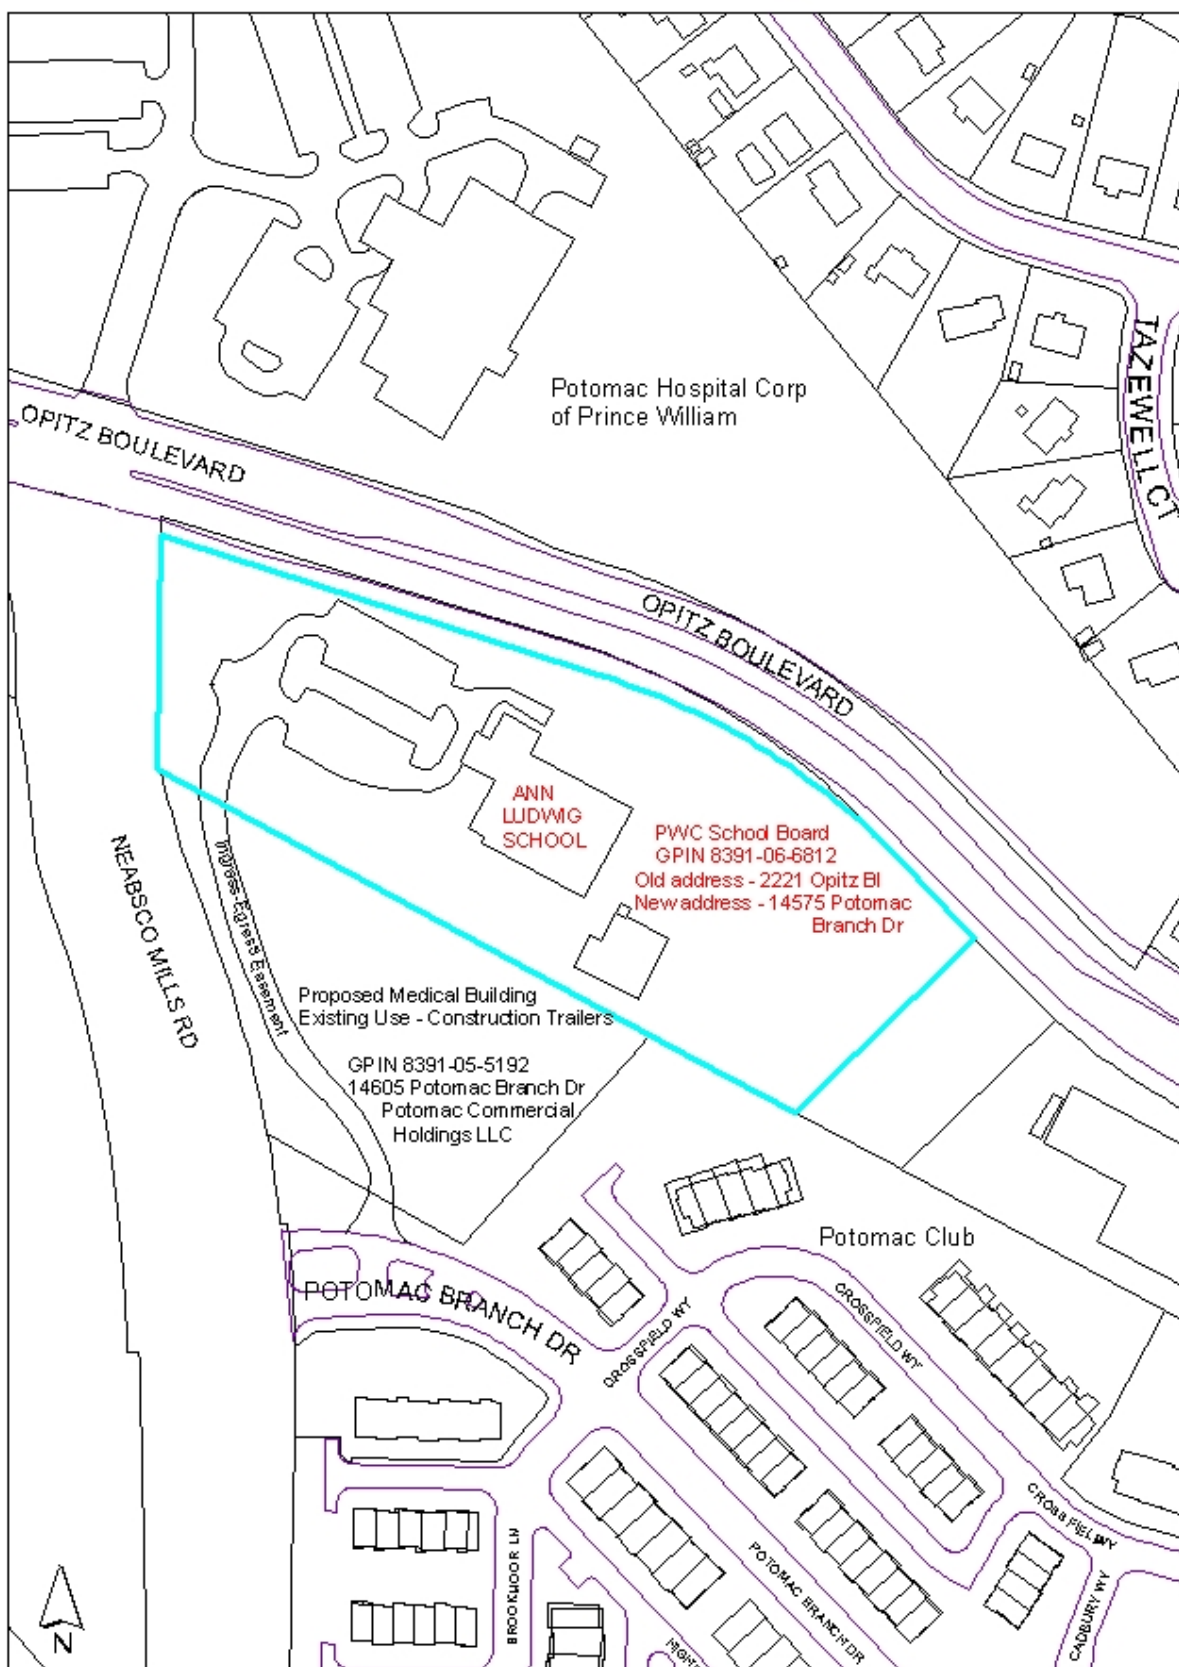 Potomac Hospital Corp
of Prince William
TAZEWELL CT
OPITZ BOULEVARD
OPITZ BOULEVARD
ANN
LUDWIG
SCHOOL
PWC School Board
GPIN 8391-06-6812
Old address - 2221 Opitz Bl
New address - 14575 Potomac
Branch Dr
NEABSCO MILLS RD
Ingress-Egress Easement
Proposed Medical Building
Existing Use - Construction Trailers
GPIN 8391-05-5192
14605 Potomac Branch Dr
Potomac Commercial
Holdings LLC
Potomac Club
POTOMAC BRANCH DR
CROSSFIELD WY
CROSSFIELD WY
CROSSFIEL WY
BROOKMOOR LN
POTOMAC BRANCH DR
CADBURY WY
N